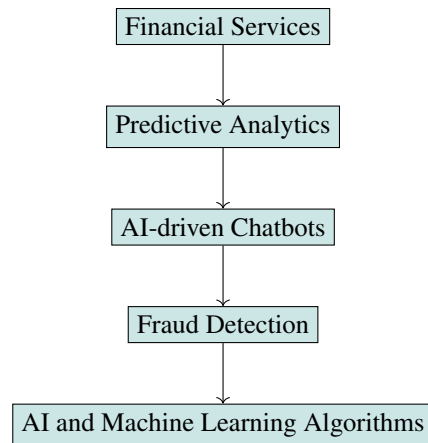 Financial Services
Predictive Analytics
AI-driven Chatbots
Fraud Detection
AI and Machine Learning Algorithms